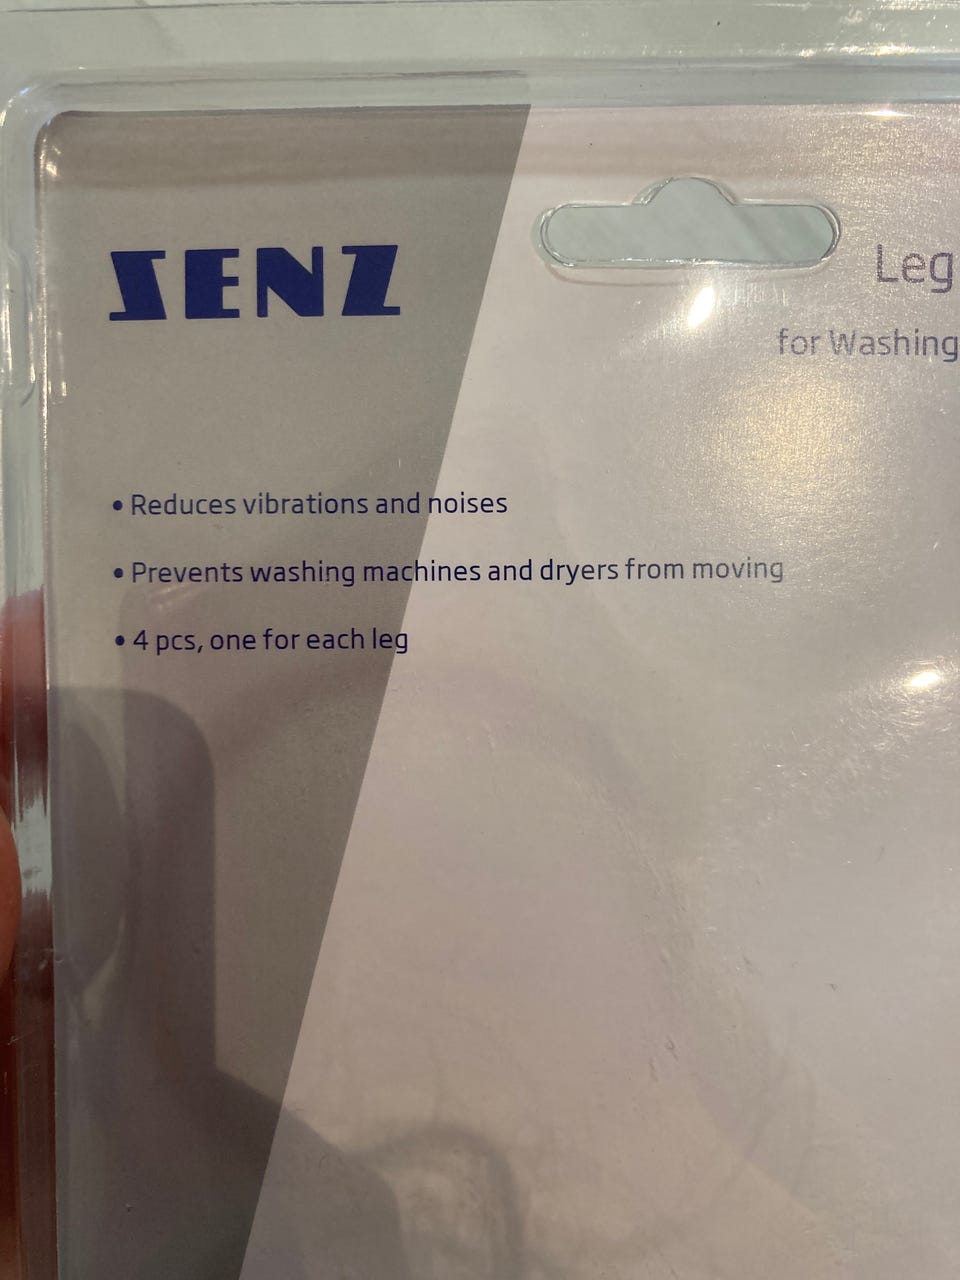 SENZ
Leg
for Washing
• Reduces vibrations and noises
• Prevents washing machines and dryers from moving
• 4 pcs, one for each leg